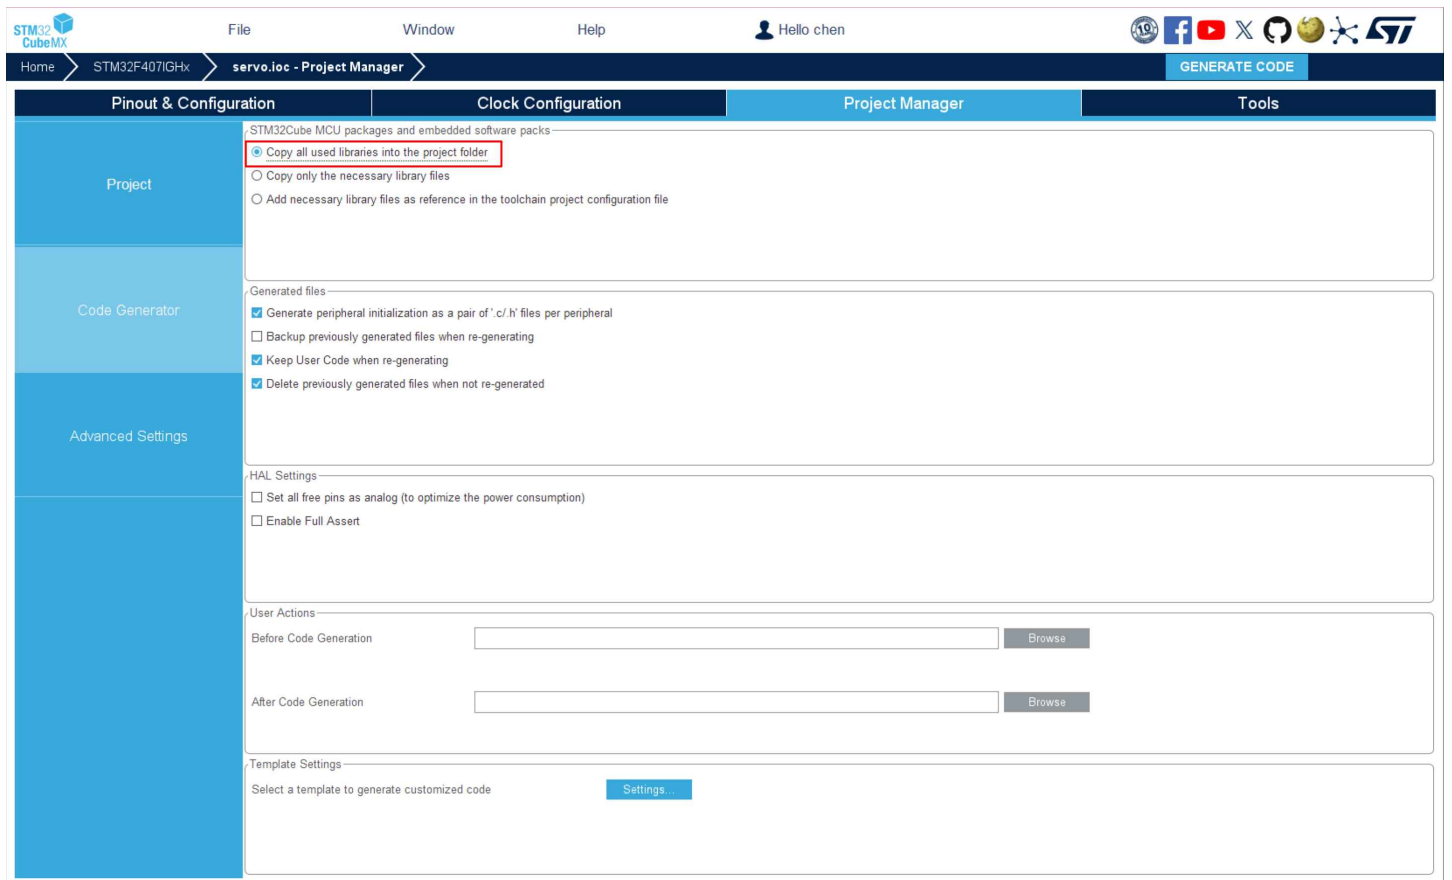 STM32
CubeMX
File
Window
Help
Hello chen
10
Home
STM32F407IGHx
servo.ioc - Project Manager
GENERATE CODE
Pinout & Configuration
Clock Configuration
Project Manager
Tools
Project
Code Generator
Advanced Settings
STM32Cube MCU packages and embedded software packs
Copy all used libraries into the project folder
Copy only the necessary library files
Add necessary library files as reference in the toolchain project configuration file
Generated files
Generate peripheral initialization as a pair of '.c/.h' files per peripheral
Backup previously generated files when re-generating
Keep User Code when re-generating
Delete previously generated files when not re-generated
HAL Settings
Set all free pins as analog (to optimize the power consumption)
Enable Full Assert
User Actions
Before Code Generation
Browse
After Code Generation
Browse
Template Settings
Select a template to generate customized code
Settings...